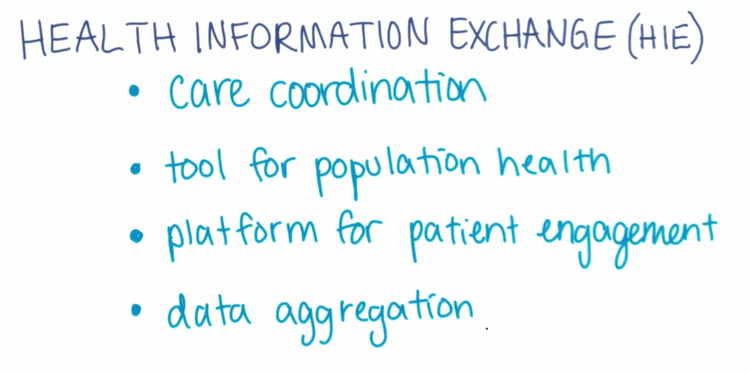 HEALTH INFORMATION EXCHANGE (HIE)
• care coordination
• tool for population health
• platform for patient engagement
• data aggregation